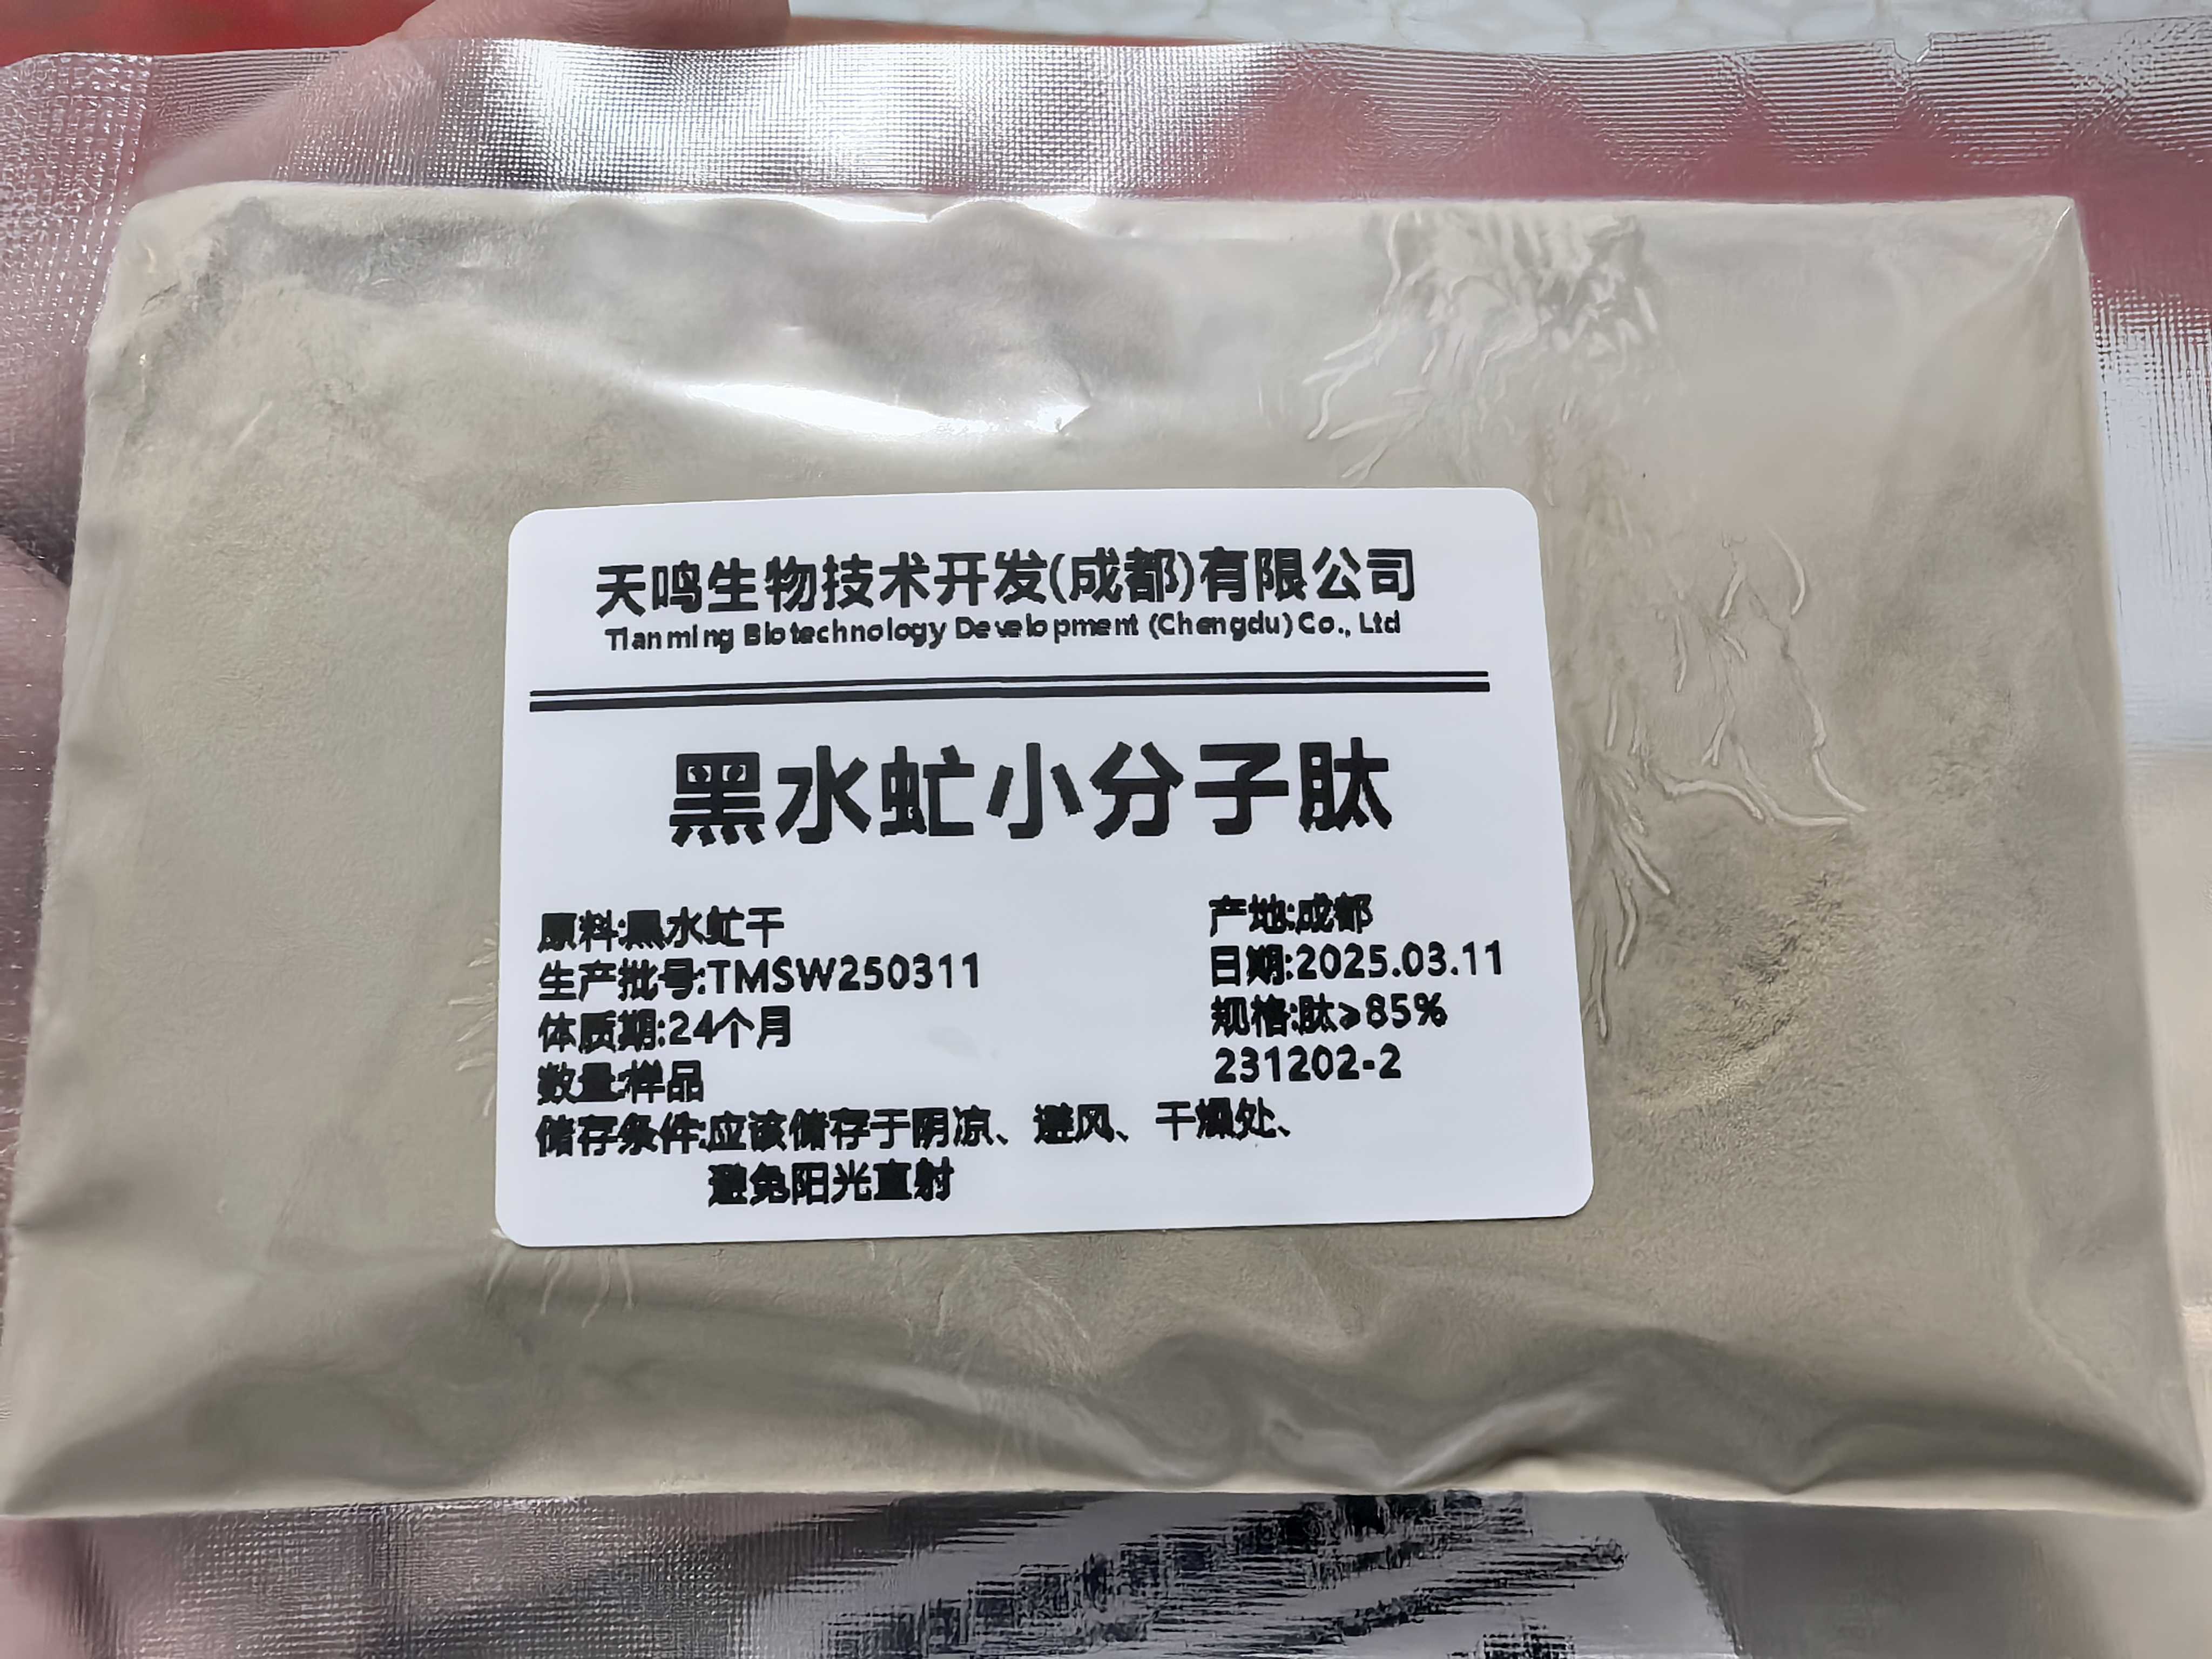 天鸣生物技术开发(成都)有限公司
Tianming Biotechnology Development (Chengdu) Co., Ltd
黑水虻小分子肽
原料:黑水虻干
产地:成都
生产批号:TMSW250311
日期:2025.03.11
体质期:24个月
规格:肽≥85%
数量:样品
231202-2
储存条件:应该储存于阴凉、避风、干燥处、
避免阳光直射